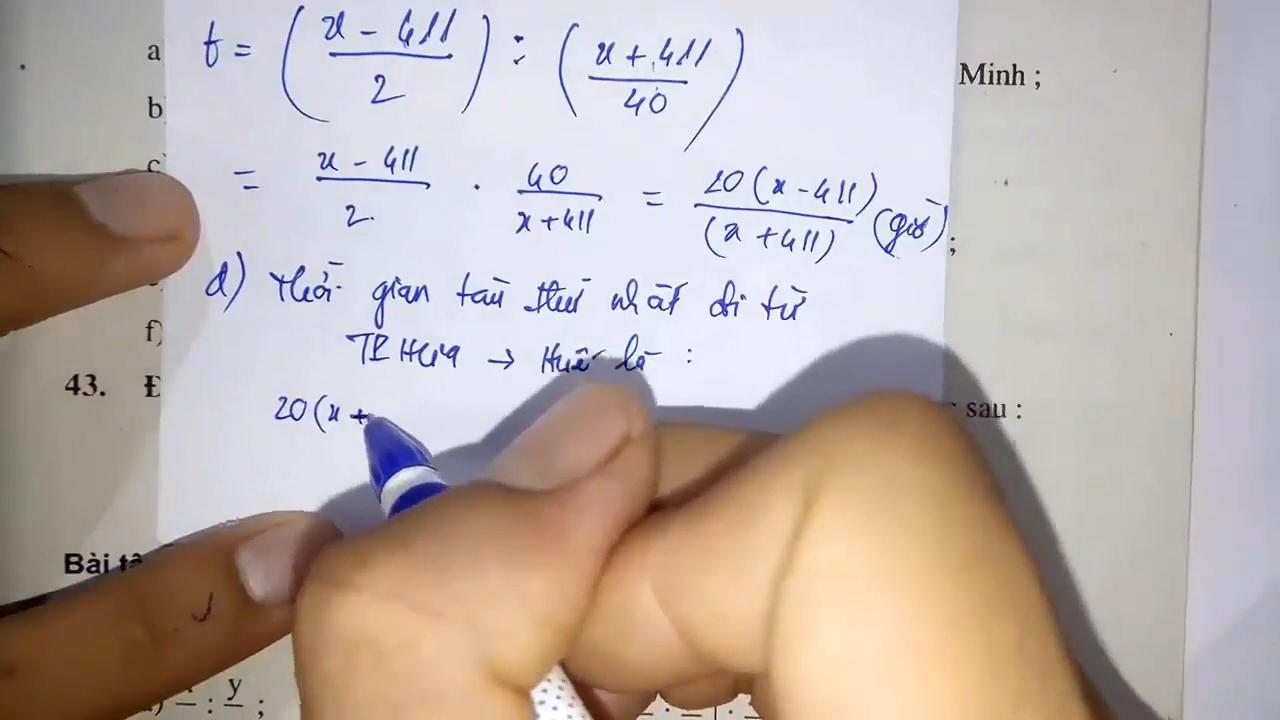 a
t = ( (x - 411)/2 ) : ( (x + 411)/40 )
Minh ;
b)
c)
= (x - 411)/2 . 40/(x + 411) = 20(x - 411)/(x + 411) (giờ)
;
d) thời gian tàu thứ nhất đi từ
f)
TP HCM → Huế là :
43. Đ
20(x +
sau :
Bài tậ
y
: ;